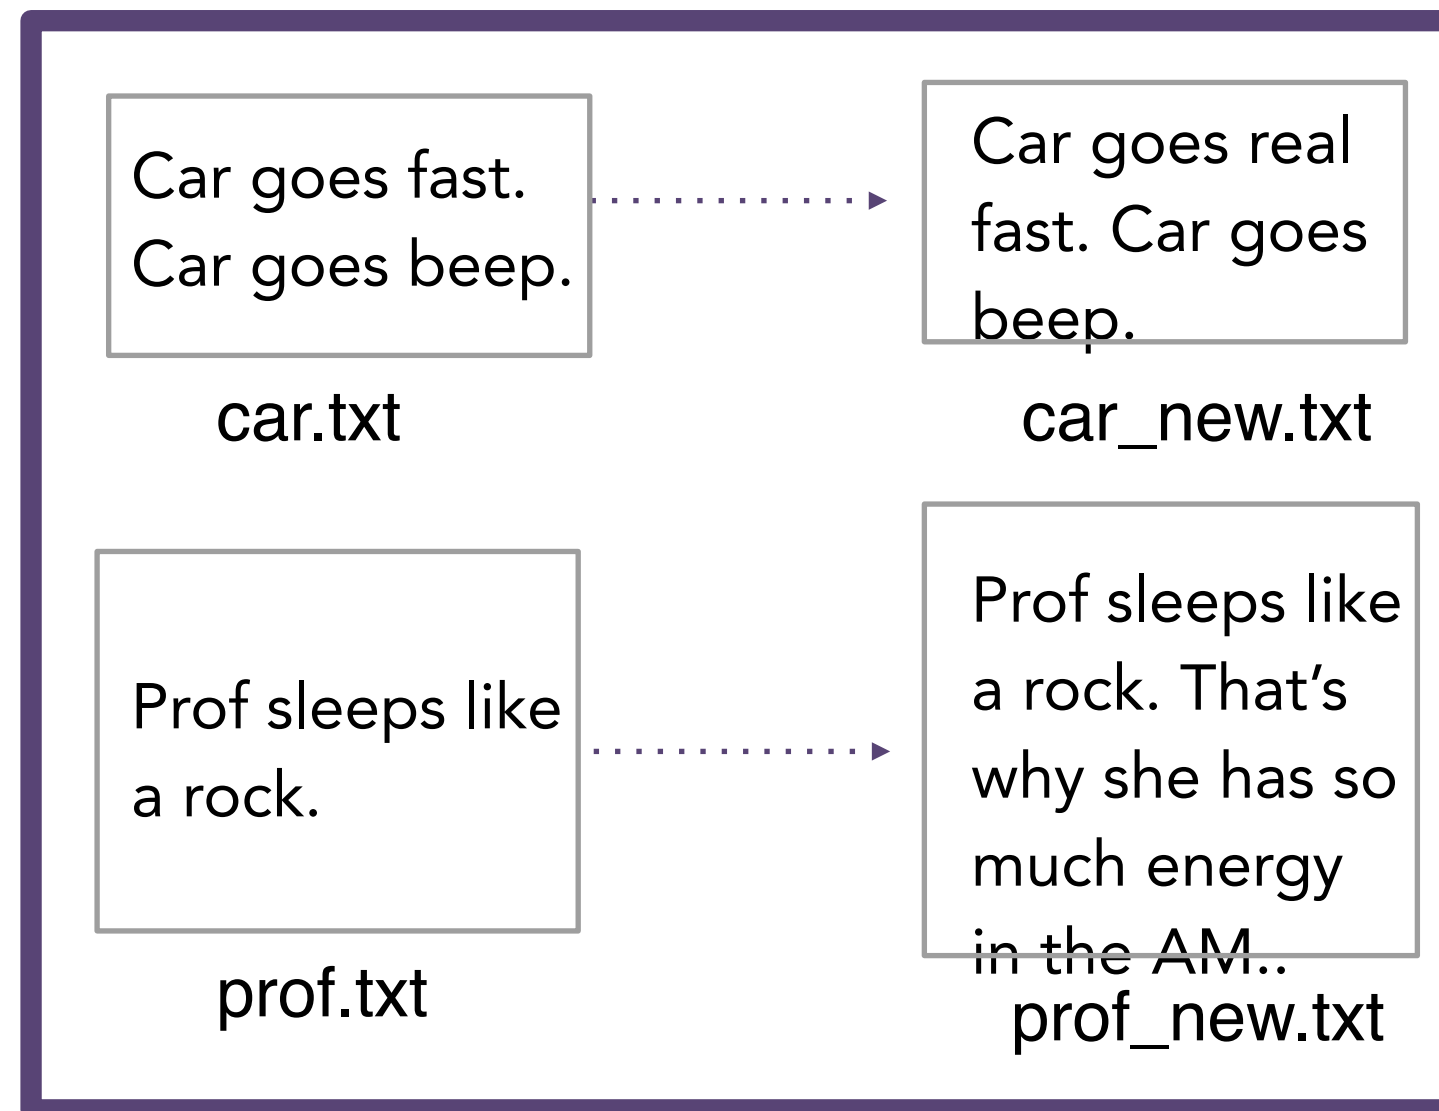 Car goes fast.
Car goes beep.
car.txt
Car goes real
fast. Car goes
beep.
car_new.txt
Prof sleeps like
a rock.
prof.txt
Prof sleeps like
a rock. That’s
why she has so
much energy
in the AM..
prof_new.txt